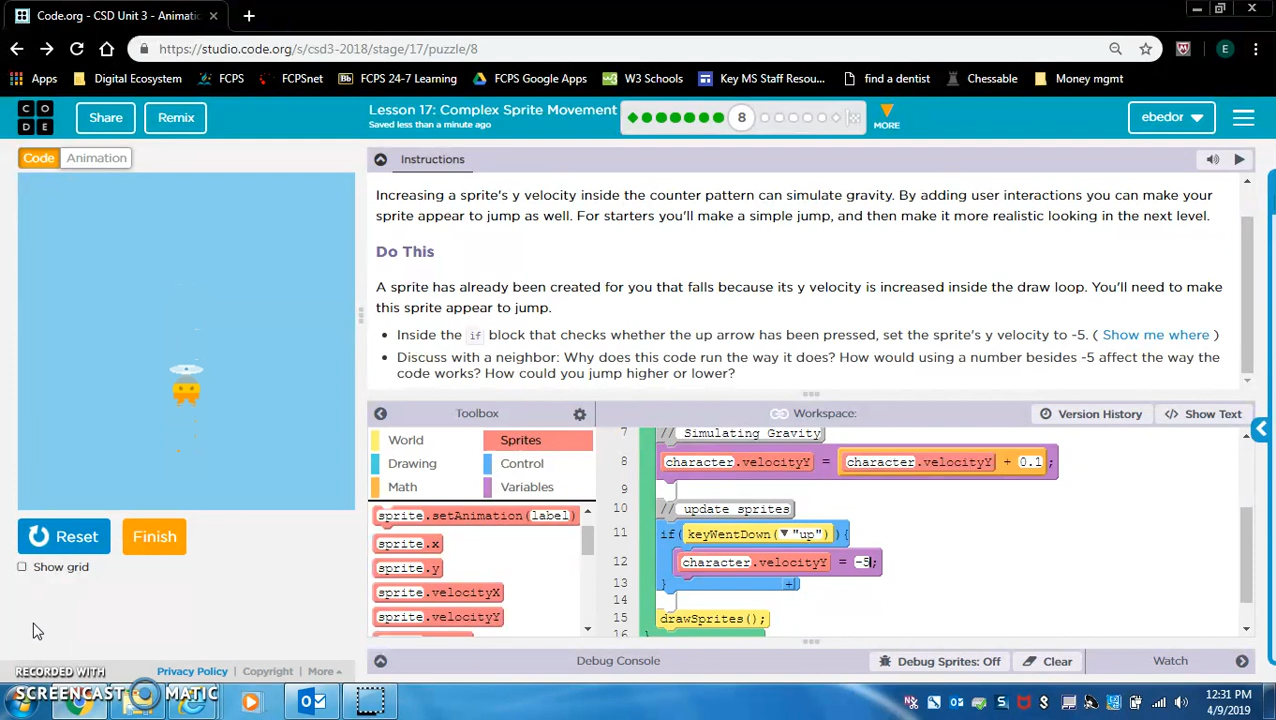 Code.org - CSD Unit 3 - Animatio
https://studio.code.org/s/csd3-2018/stage/17/puzzle/8
E
Apps Digital Ecosystem FCPS FCPSnet Bb FCPS 24-7 Learning FCPS Google Apps W3 Schools Key MS Staff Resou... find a dentist Chessable Money mgmt
C O D E
Share
Remix
Lesson 17: Complex Sprite Movement
Saved less than a minute ago
8
MORE
ebedor
Code Animation
Instructions
Increasing a sprite's y velocity inside the counter pattern can simulate gravity. By adding user interactions you can make your
sprite appear to jump as well. For starters you'll make a simple jump, and then make it more realistic looking in the next level.
Do This
A sprite has already been created for you that falls because its y velocity is increased inside the draw loop. You'll need to make
this sprite appear to jump.
• Inside the if block that checks whether the up arrow has been pressed, set the sprite's y velocity to -5. ( Show me where )
• Discuss with a neighbor: Why does this code run the way it does? How would using a number besides -5 affect the way the
code works? How could you jump higher or lower?
Toolbox
Workspace:
Version History
</> Show Text
World
Sprites
Drawing
Control
Math
Variables
sprite.setAnimation(label)
sprite.x
sprite.y
sprite.velocityX
sprite.velocityY
7 // Simulating Gravity
8 character.velocityY = character.velocityY + 0.1;
9
10 // update sprites
11 if(keyWentDown("up")){
12 character.velocityY = -5;
13 } +
14
15 drawSprites();
16 }
Reset
Finish
Show grid
Debug Console
Debug Sprites: Off
Clear
Watch
Privacy Policy | Copyright | More
RECORDED WITH
SCREENCAST MATIC
12:31 PM
4/9/2019